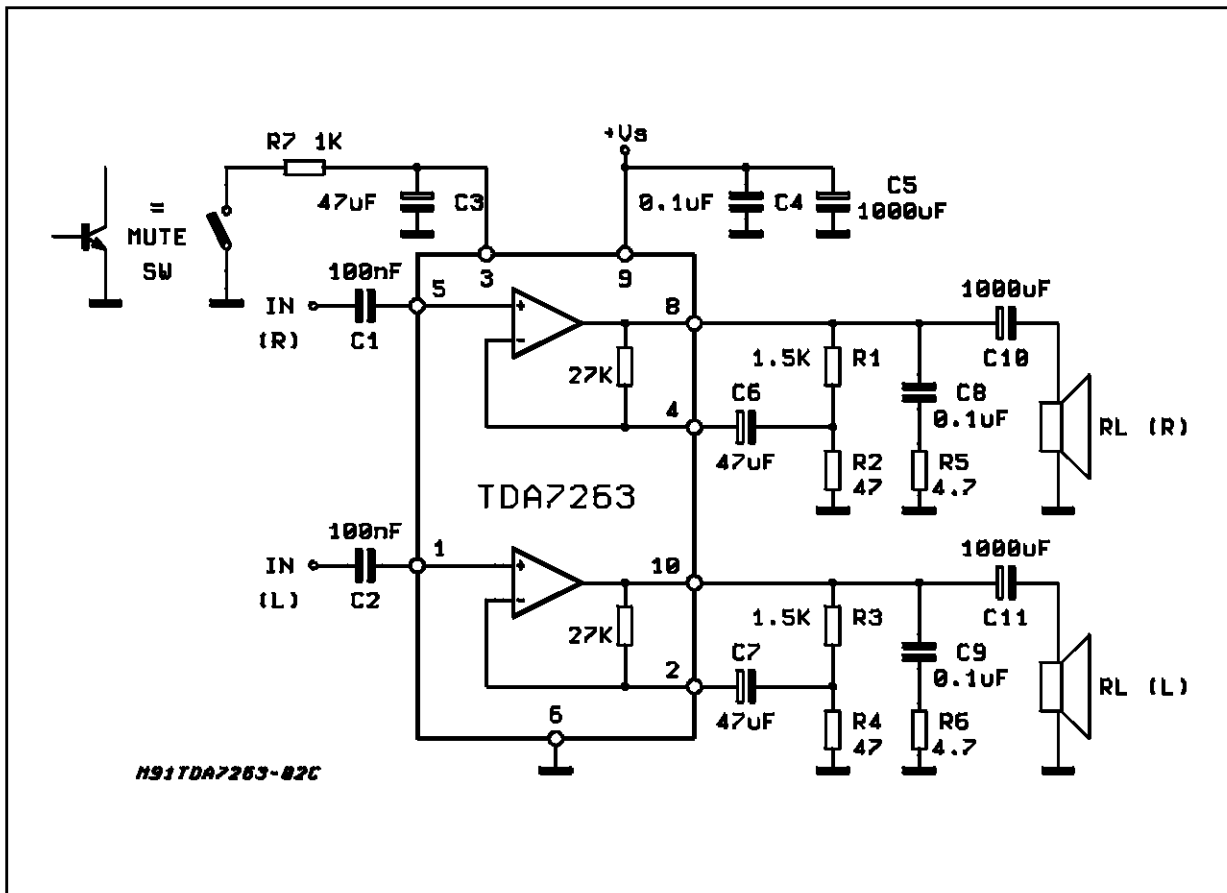 +Vs
R7 1K
47uF
C3
0.1uF
C4
C5
1000uF
=
MUTE
SW
3
9
100nF
IN
(R)
C1
5
8
1000uF
C10
27K
1.5K
R1
C6
C8
0.1uF
4
47uF
R2
47
R5
4.7
RL (R)
TDA7263
100nF
IN
(L)
C2
1
10
1000uF
C11
27K
1.5K
R3
C7
C9
0.1uF
2
47uF
R4
47
R6
4.7
RL (L)
6
M91TDA7263-02C